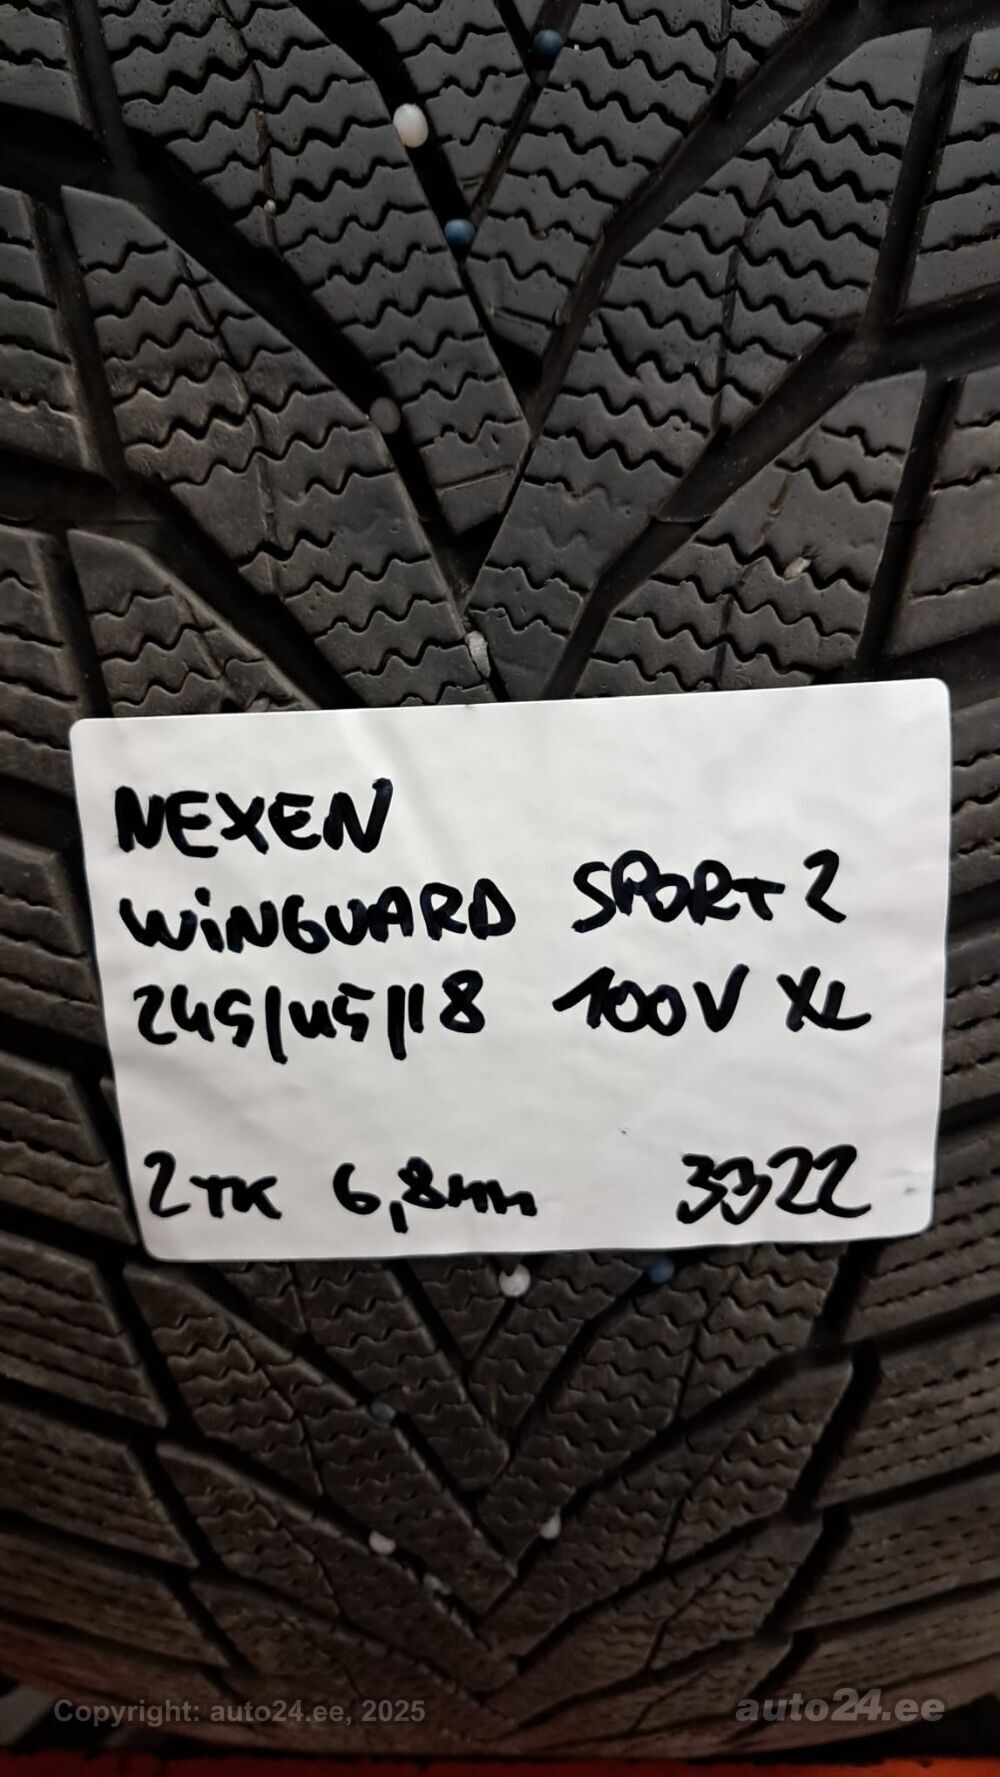 NEXEN
WiNGUARD SPORT 2
245/45/18 100V XL
2TK 6,8mm 3322
Copyright: auto24.ee, 2025
auto24.ee